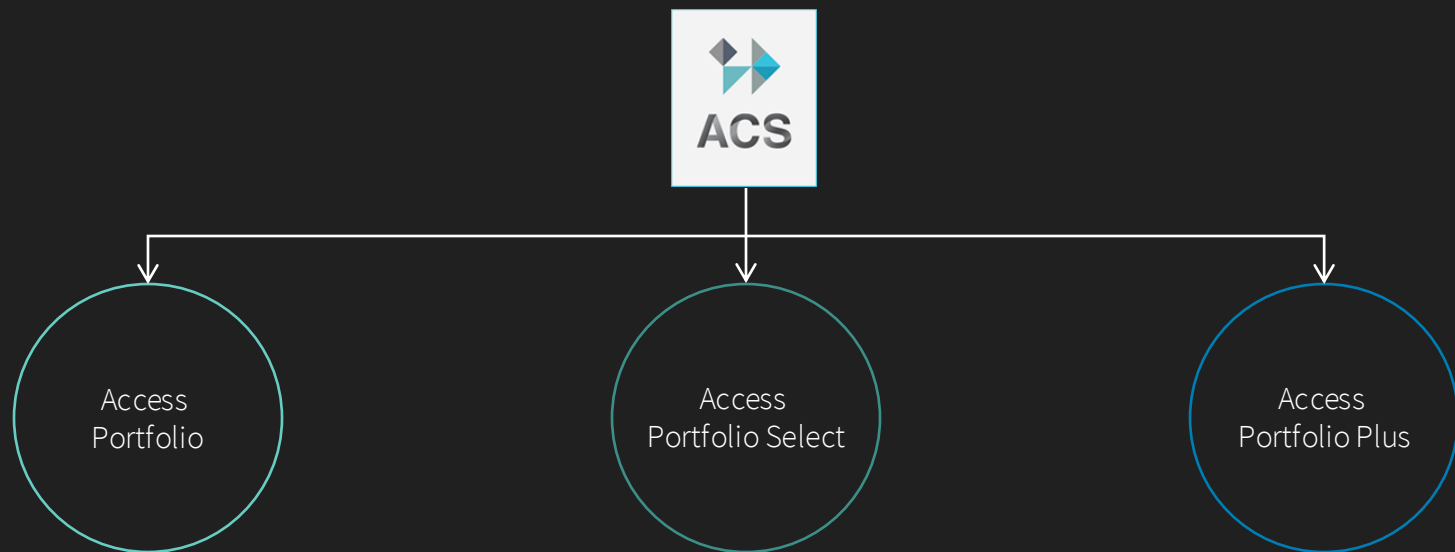 ACS
Access
Portfolio
Access
Portfolio Select
Access
Portfolio Plus